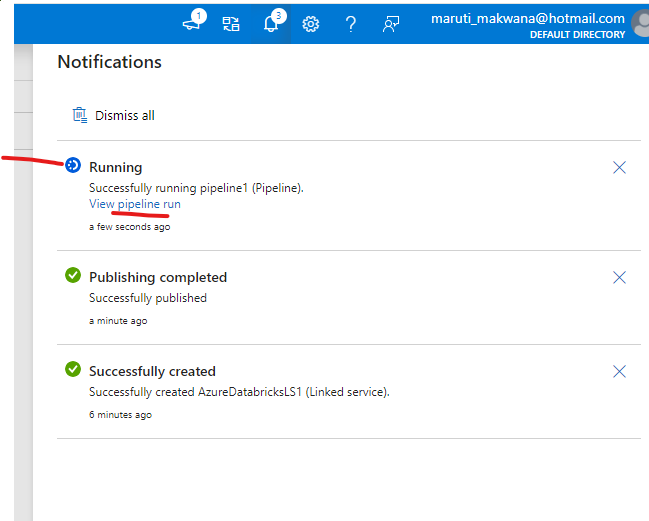 1
3
?
maruti_makwana@hotmail.com
DEFAULT DIRECTORY
Notifications
Dismiss all
Running
Successfully running pipeline1 (Pipeline).
View pipeline run
a few seconds ago
Publishing completed
Successfully published
a minute ago
Successfully created
Successfully created AzureDatabricksLS1 (Linked service).
6 minutes ago